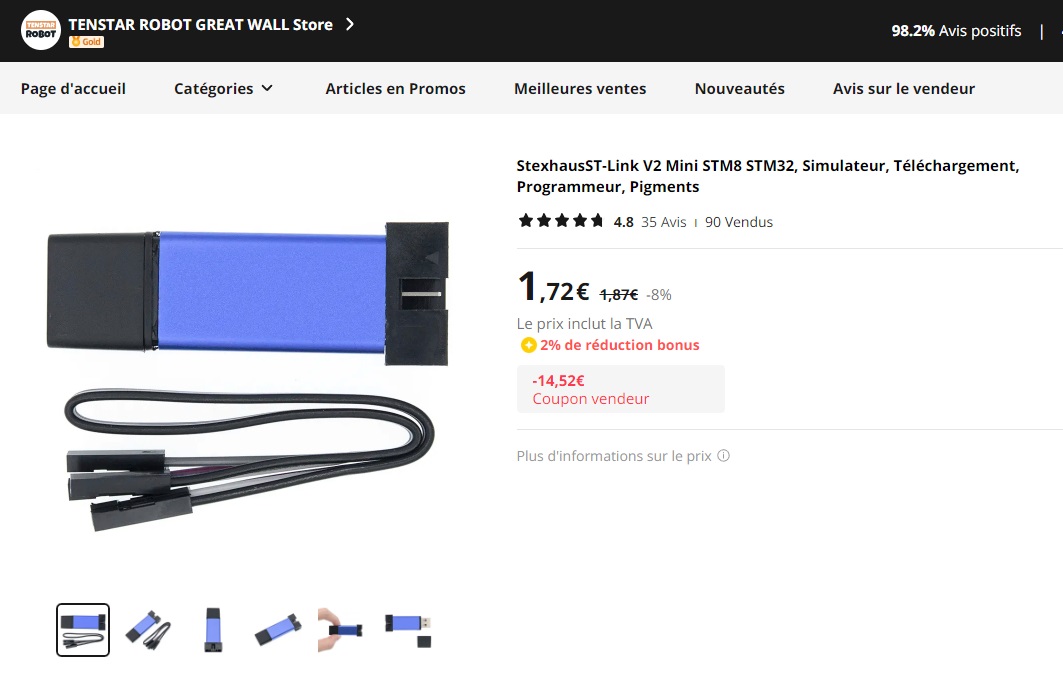 TENSTAR ROBOT
TENSTAR ROBOT GREAT WALL Store
Gold
98.2% Avis positifs |
Page d'accueil
Catégories
Articles en Promos
Meilleures ventes
Nouveautés
Avis sur le vendeur
StexhausST-Link V2 Mini STM8 STM32, Simulateur, Téléchargement,
Programmeur, Pigments
4.8 35 Avis | 90 Vendus
1,72€ 1,87€ -8%
Le prix inclut la TVA
2% de réduction bonus
-14,52€
Coupon vendeur
Plus d'informations sur le prix